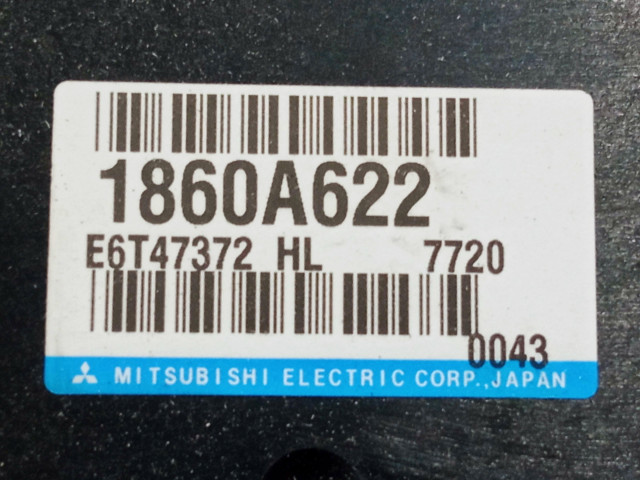 1860A622
E6T47372 HL 7720
0043
MITSUBISHI ELECTRIC CORP.,JAPAN